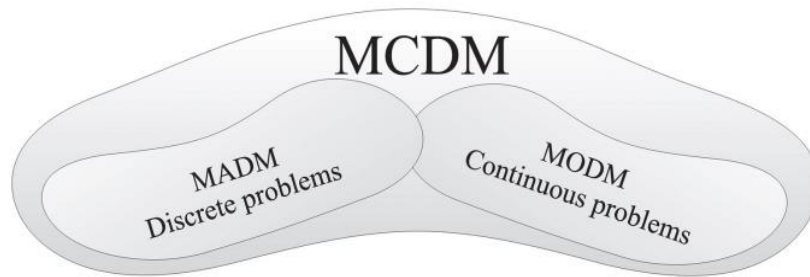 MCDM
MADM
Discrete problems
MODM
Continuous problems